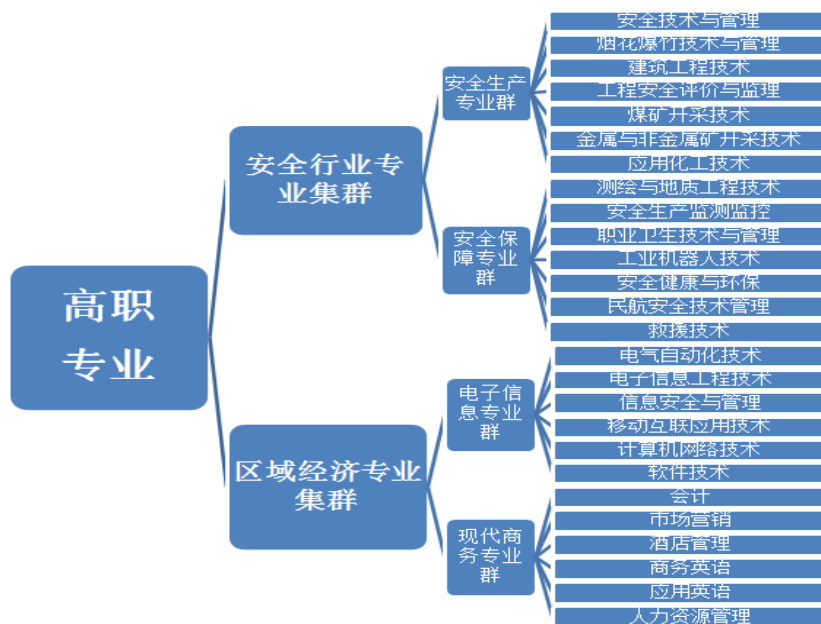 高职
专业
安全行业专
业集群
安全生产
专业群
安全技术与管理
烟花爆竹技术与管理
建筑工程技术
工程安全评价与监理
煤矿开采技术
金属与非金属矿开采技术
应用化工技术
安全保
障专业
群
测绘与地质工程技术
安全生产监测监控
职业卫生技术与管理
工业机器人技术
安全健康与环保
民航安全技术管理
救援技术
区域经济专业
集群
电子信
息专业
群
电气自动化技术
电子信息工程技术
信息安全与管理
移动互联应用技术
计算机网络技术
软件技术
现代商
务专业
群
会计
市场营销
酒店管理
商务英语
应用英语
人力资源管理